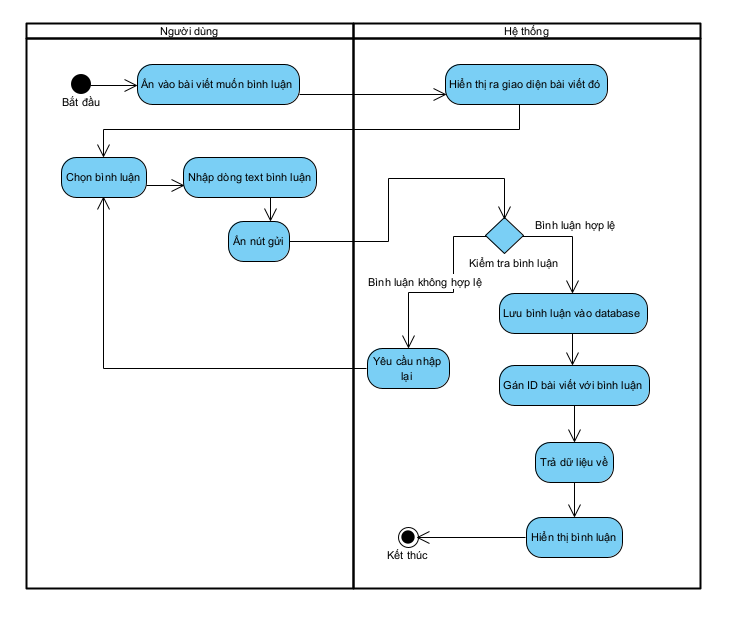 Người dùng
Hệ thống
Ấn vào bài viết muốn bình luận
Hiển thị ra giao diện bài viết đó
Bắt đầu
Chọn bình luận
Nhập dòng text bình luận
Ấn nút gửi
Bình luận hợp lệ
Kiểm tra bình luận
Bình luận không hợp lệ
Lưu bình luận vào database
Yêu cầu nhập
lại
Gán ID bài viết với bình luận
Trả dữ liệu về
Hiển thị bình luận
Kết thúc